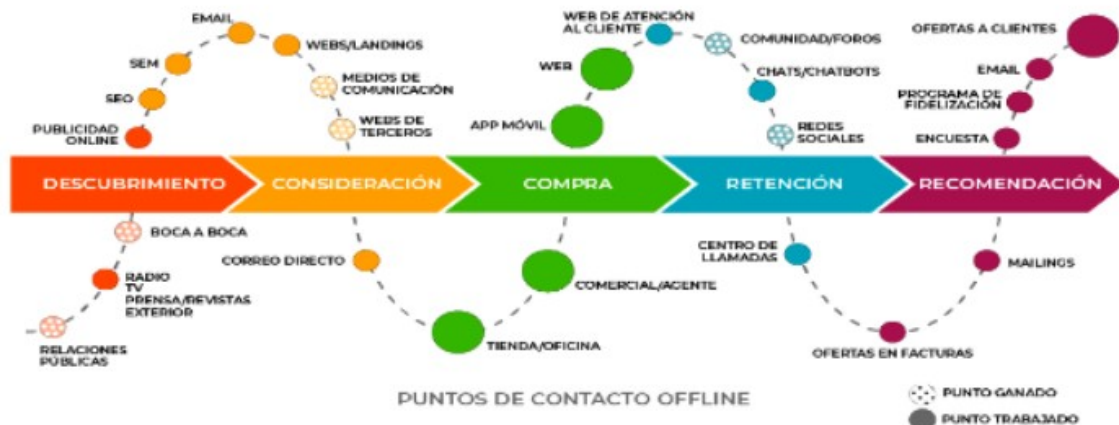 EMAIL
WEBS/LANDINGS
SEM
MEDIOS DE
COMUNICACIÓN
SEO
WEBS DE
TERCEROS
PUBLICIDAD
ONLINE
WEB DE ATENCIÓN
AL CLIENTE
COMUNIDAD/FOROS
WEB
CHATS/CHATBOTS
APP MÓVIL
REDES
SOCIALES
OFERTAS A CLIENTES
EMAIL
PROGRAMA DE
FIDELIZACIÓN
ENCUESTA
DESCUBRIMIENTO
CONSIDERACIÓN
COMPRA
RETENCIÓN
RECOMENDACIÓN
BOCA A BOCA
RADIO
TV
PRENSA/REVISTAS
EXTERIOR
RELACIONES
PÚBLICAS
CORREO DIRECTO
TIENDA/OFICINA
COMERCIAL/AGENTE
CENTRO DE
LLAMADAS
OFERTAS EN FACTURAS
MAILINGS
PUNTOS DE CONTACTO OFFLINE
PUNTO GANADO
PUNTO TRABAJADO